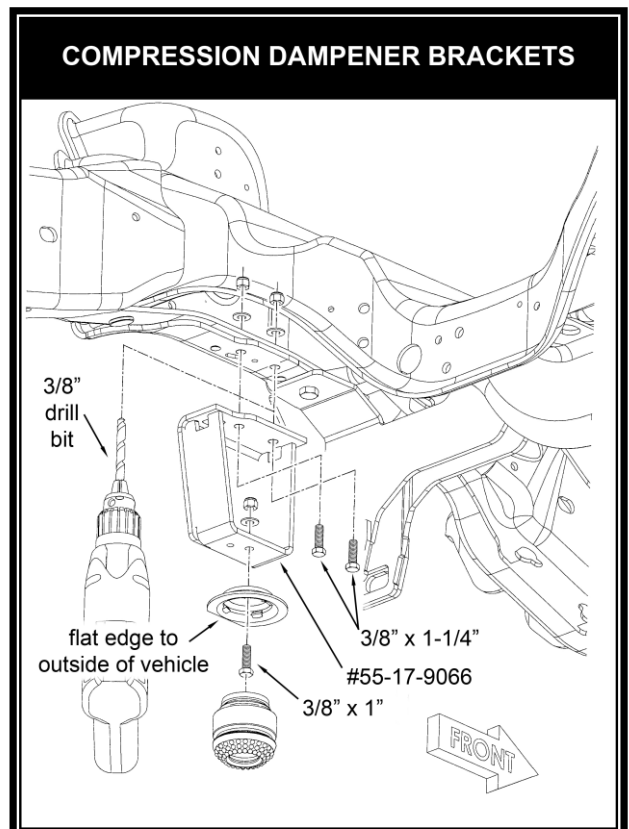 COMPRESSION DAMPENER BRACKETS
3/8”
drill
bit
flat edge to
outside of vehicle
3/8” x 1-1/4”
#55-17-9066
3/8” x 1”
FRONT